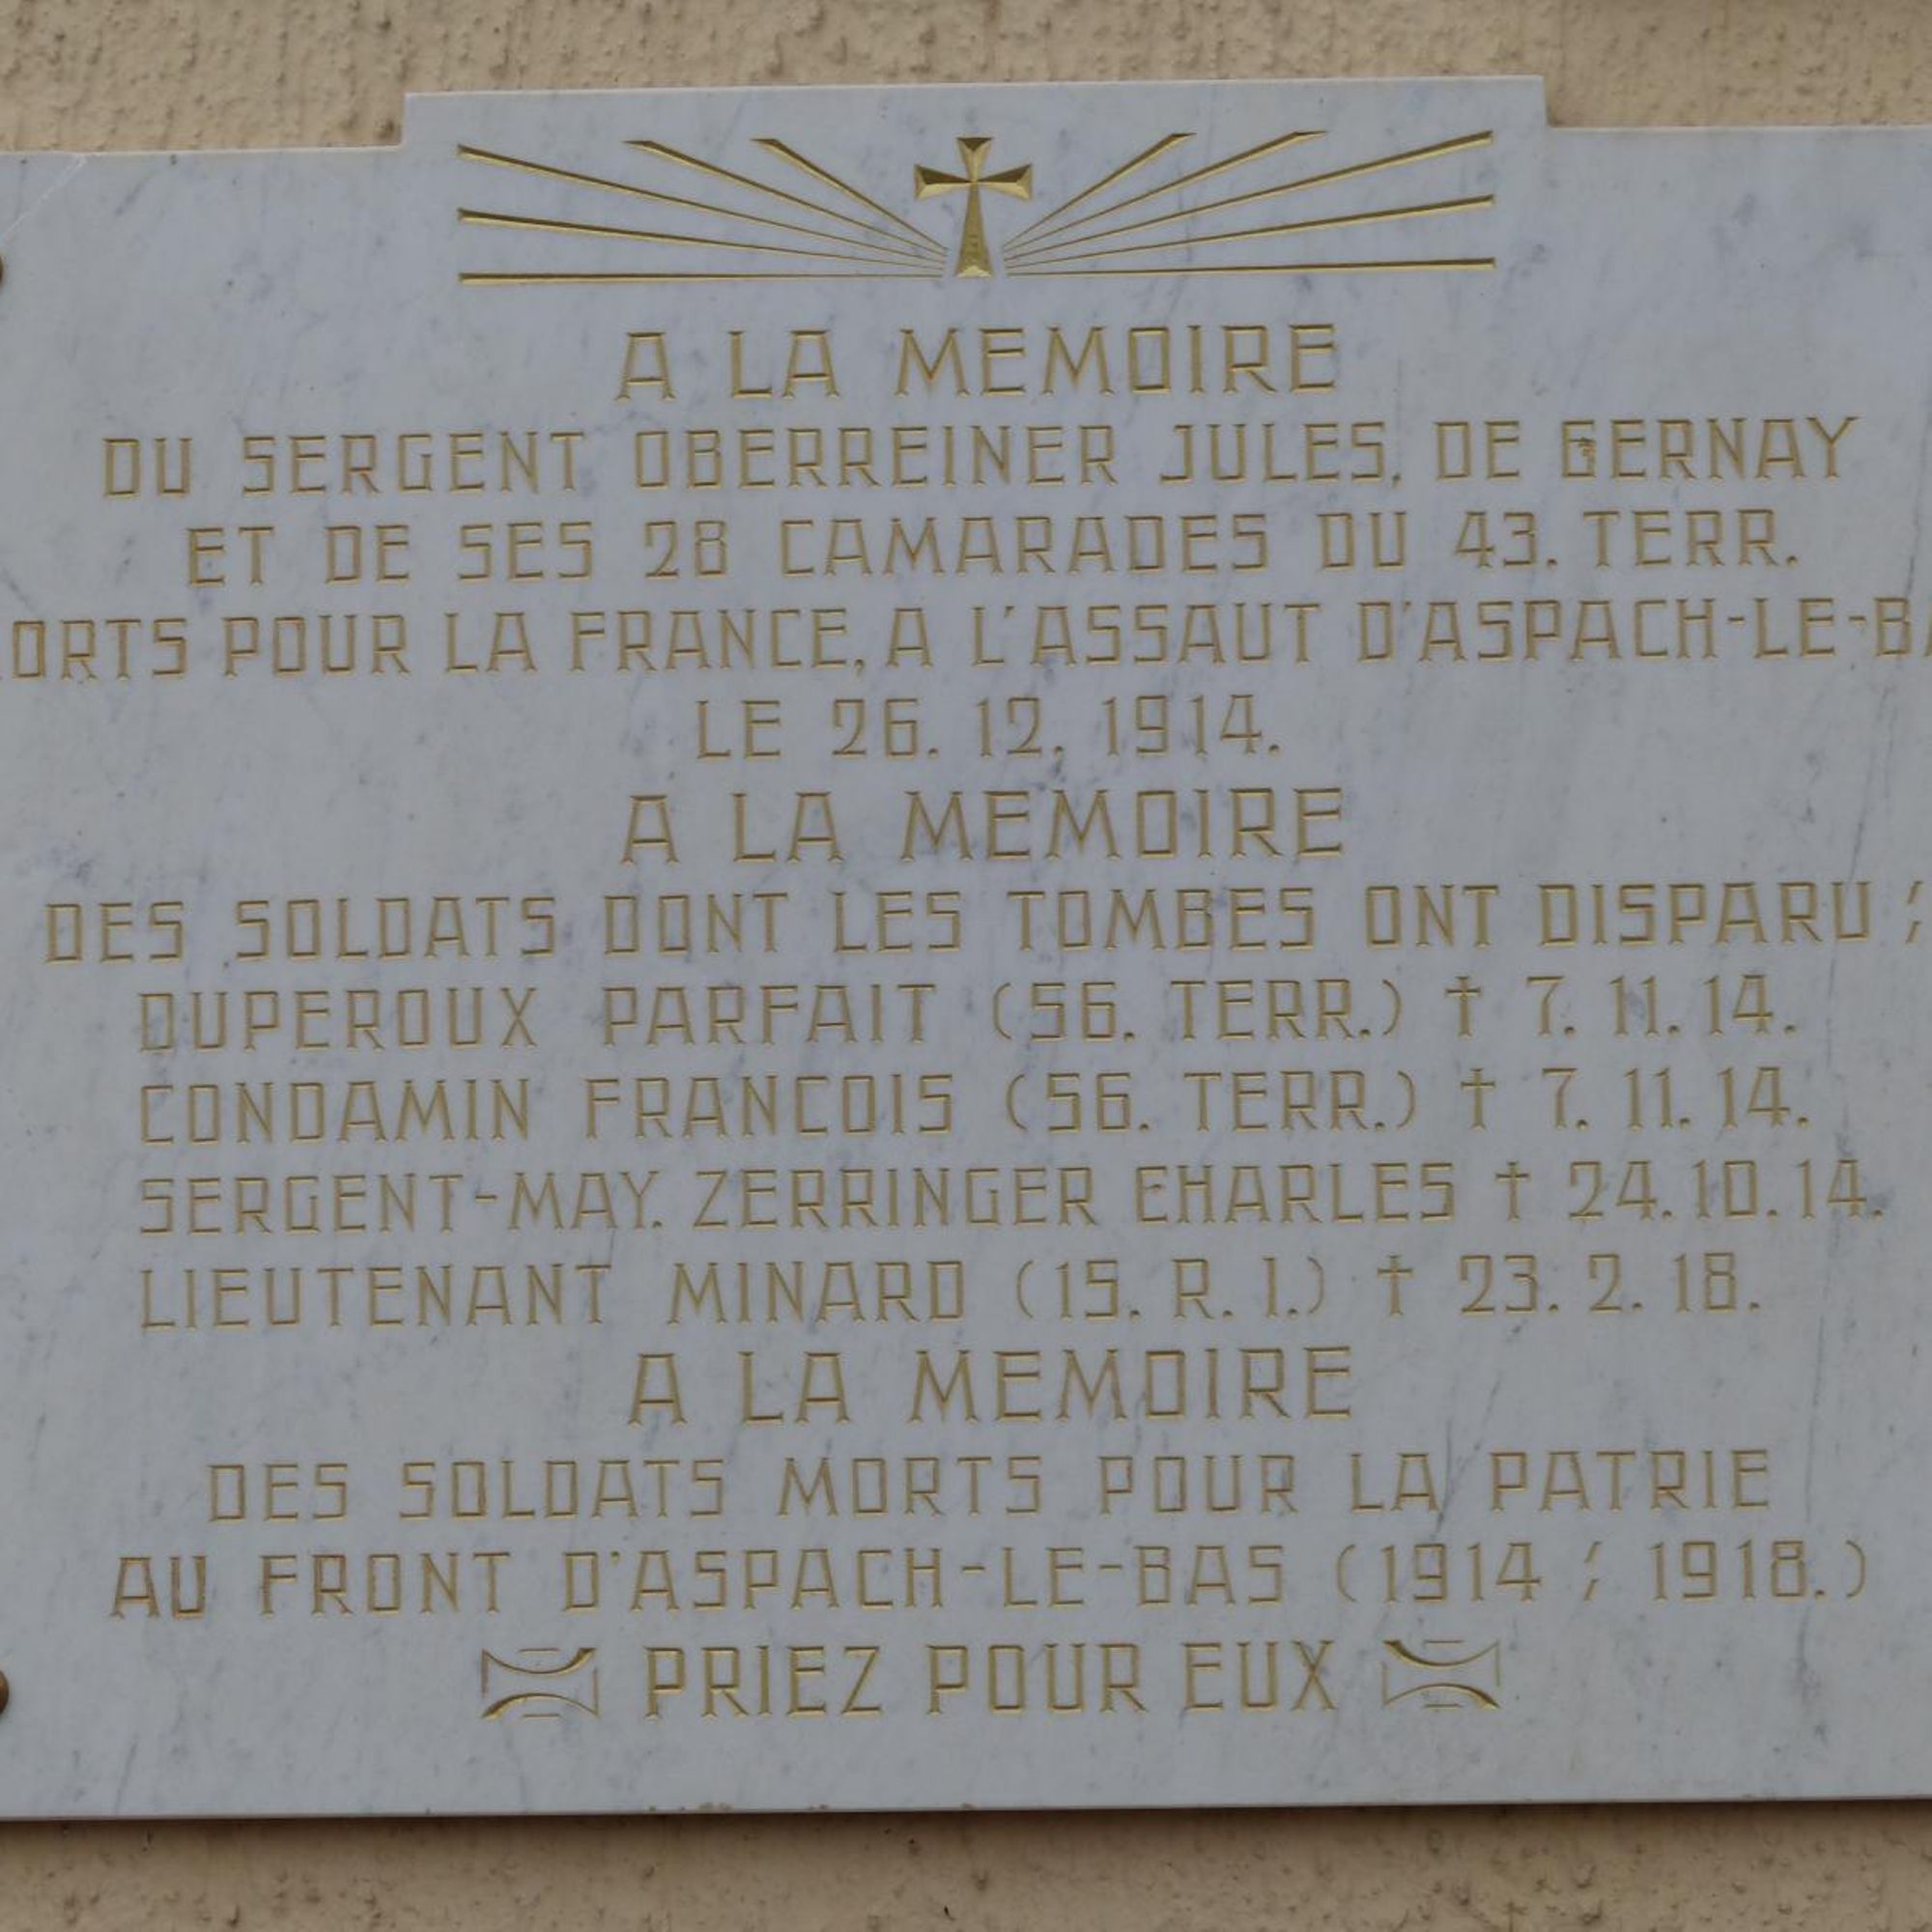 A LA MEMOIRE
DU SERGENT OBERREINER JULES, DE GERNAY
ET DE SES 28 CAMARADES DU 43. TERR.
ORTS POUR LA FRANCE, A L'ASSAUT D'ASPACH-LE-BA
LE 26. 12. 1914.
A LA MEMOIRE
DES SOLDATS DONT LES TOMBES ONT DISPARU ;
DUPEROUX PARFAIT (56. TERR.) † 7. 11. 14.
CONDAMIN FRANCOIS (56. TERR.) † 7. 11. 14.
SERGENT-MAY. ZERRINGER EHARLES † 24. 10. 14.
LIEUTENANT MINARD (15. R. I.) † 23. 2. 18.
A LA MEMOIRE
DES SOLDATS MORTS POUR LA PATRIE
AU FRONT D'ASPACH-LE-BAS (1914 ; 1918.)
PRIEZ POUR EUX